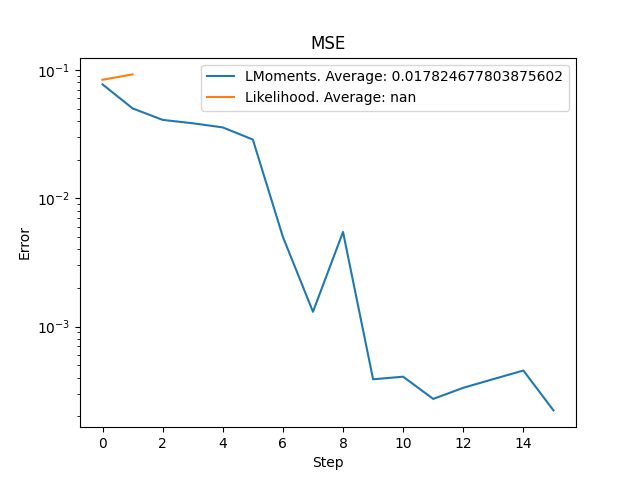 MSE
LMoments. Average: 0.017824677803875602
Likelihood. Average: nan
Error
10⁻¹
10⁻²
10⁻³
0 2 4 6 8 10 12 14
Step